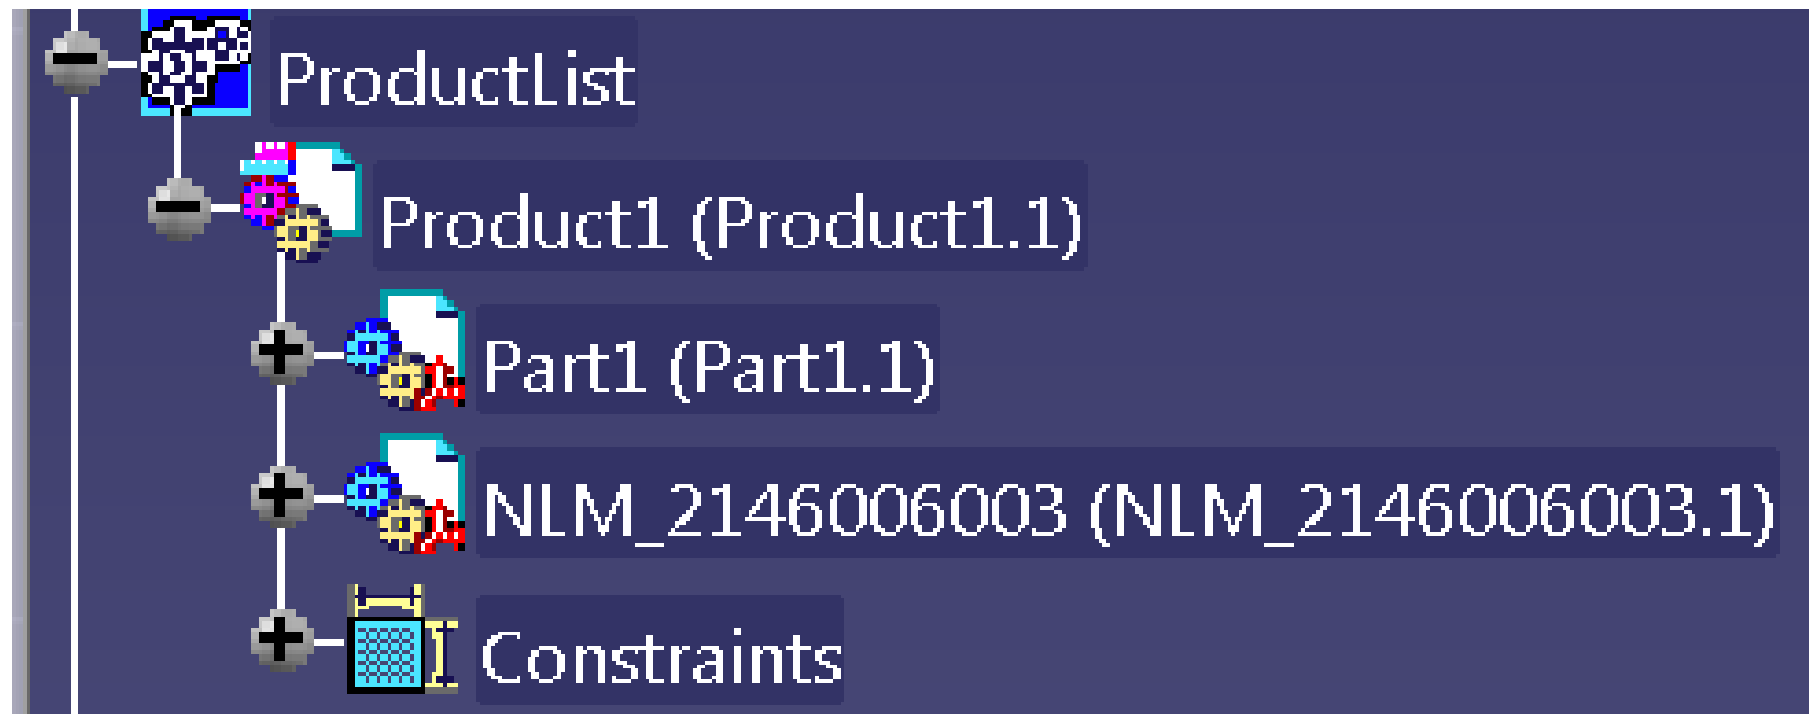 ProductList
Product1 (Product1.1)
Part1 (Part1.1)
NLM_2146006003 (NLM_2146006003.1)
Constraints